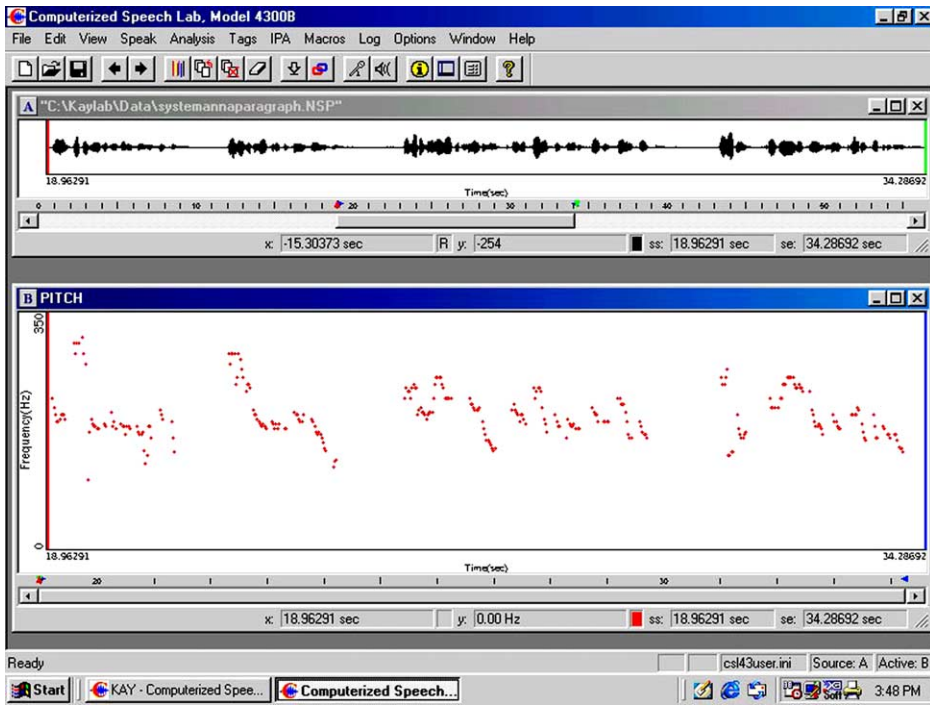 Computerized Speech Lab, Model 4300B
File Edit View Speak Analysis Tags IPA Macros Log Options Window Help
A "C:\Kaylab\Data\systemannaparagraph.NSP"
18.96291 34.28692
Time(sec)
0 10 20 30 40 50
x: -15.30373 sec R y: -254 ss: 18.96291 sec se: 34.28692 sec
B PITCH
350
Frequency(Hz)
0
18.96291 34.28692
Time(sec)
20 30
x: 18.96291 sec y: 0.00 Hz ss: 18.96291 sec se: 34.28692 sec
Ready csl43user.ini Source: A Active: B
Start KAY - Computerized Spee... Computerized Speech... 3:48 PM